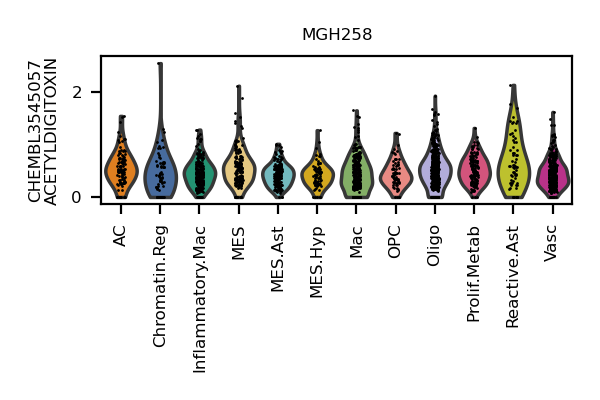 MGH258
CHEMBL3545057
ACETYLDIGITOXIN
2
0
AC
Chromatin.Reg
Inflammatory.Mac
MES
MES.Ast
MES.Hyp
Mac
OPC
Oligo
Prolif.Metab
Reactive.Ast
Vasc